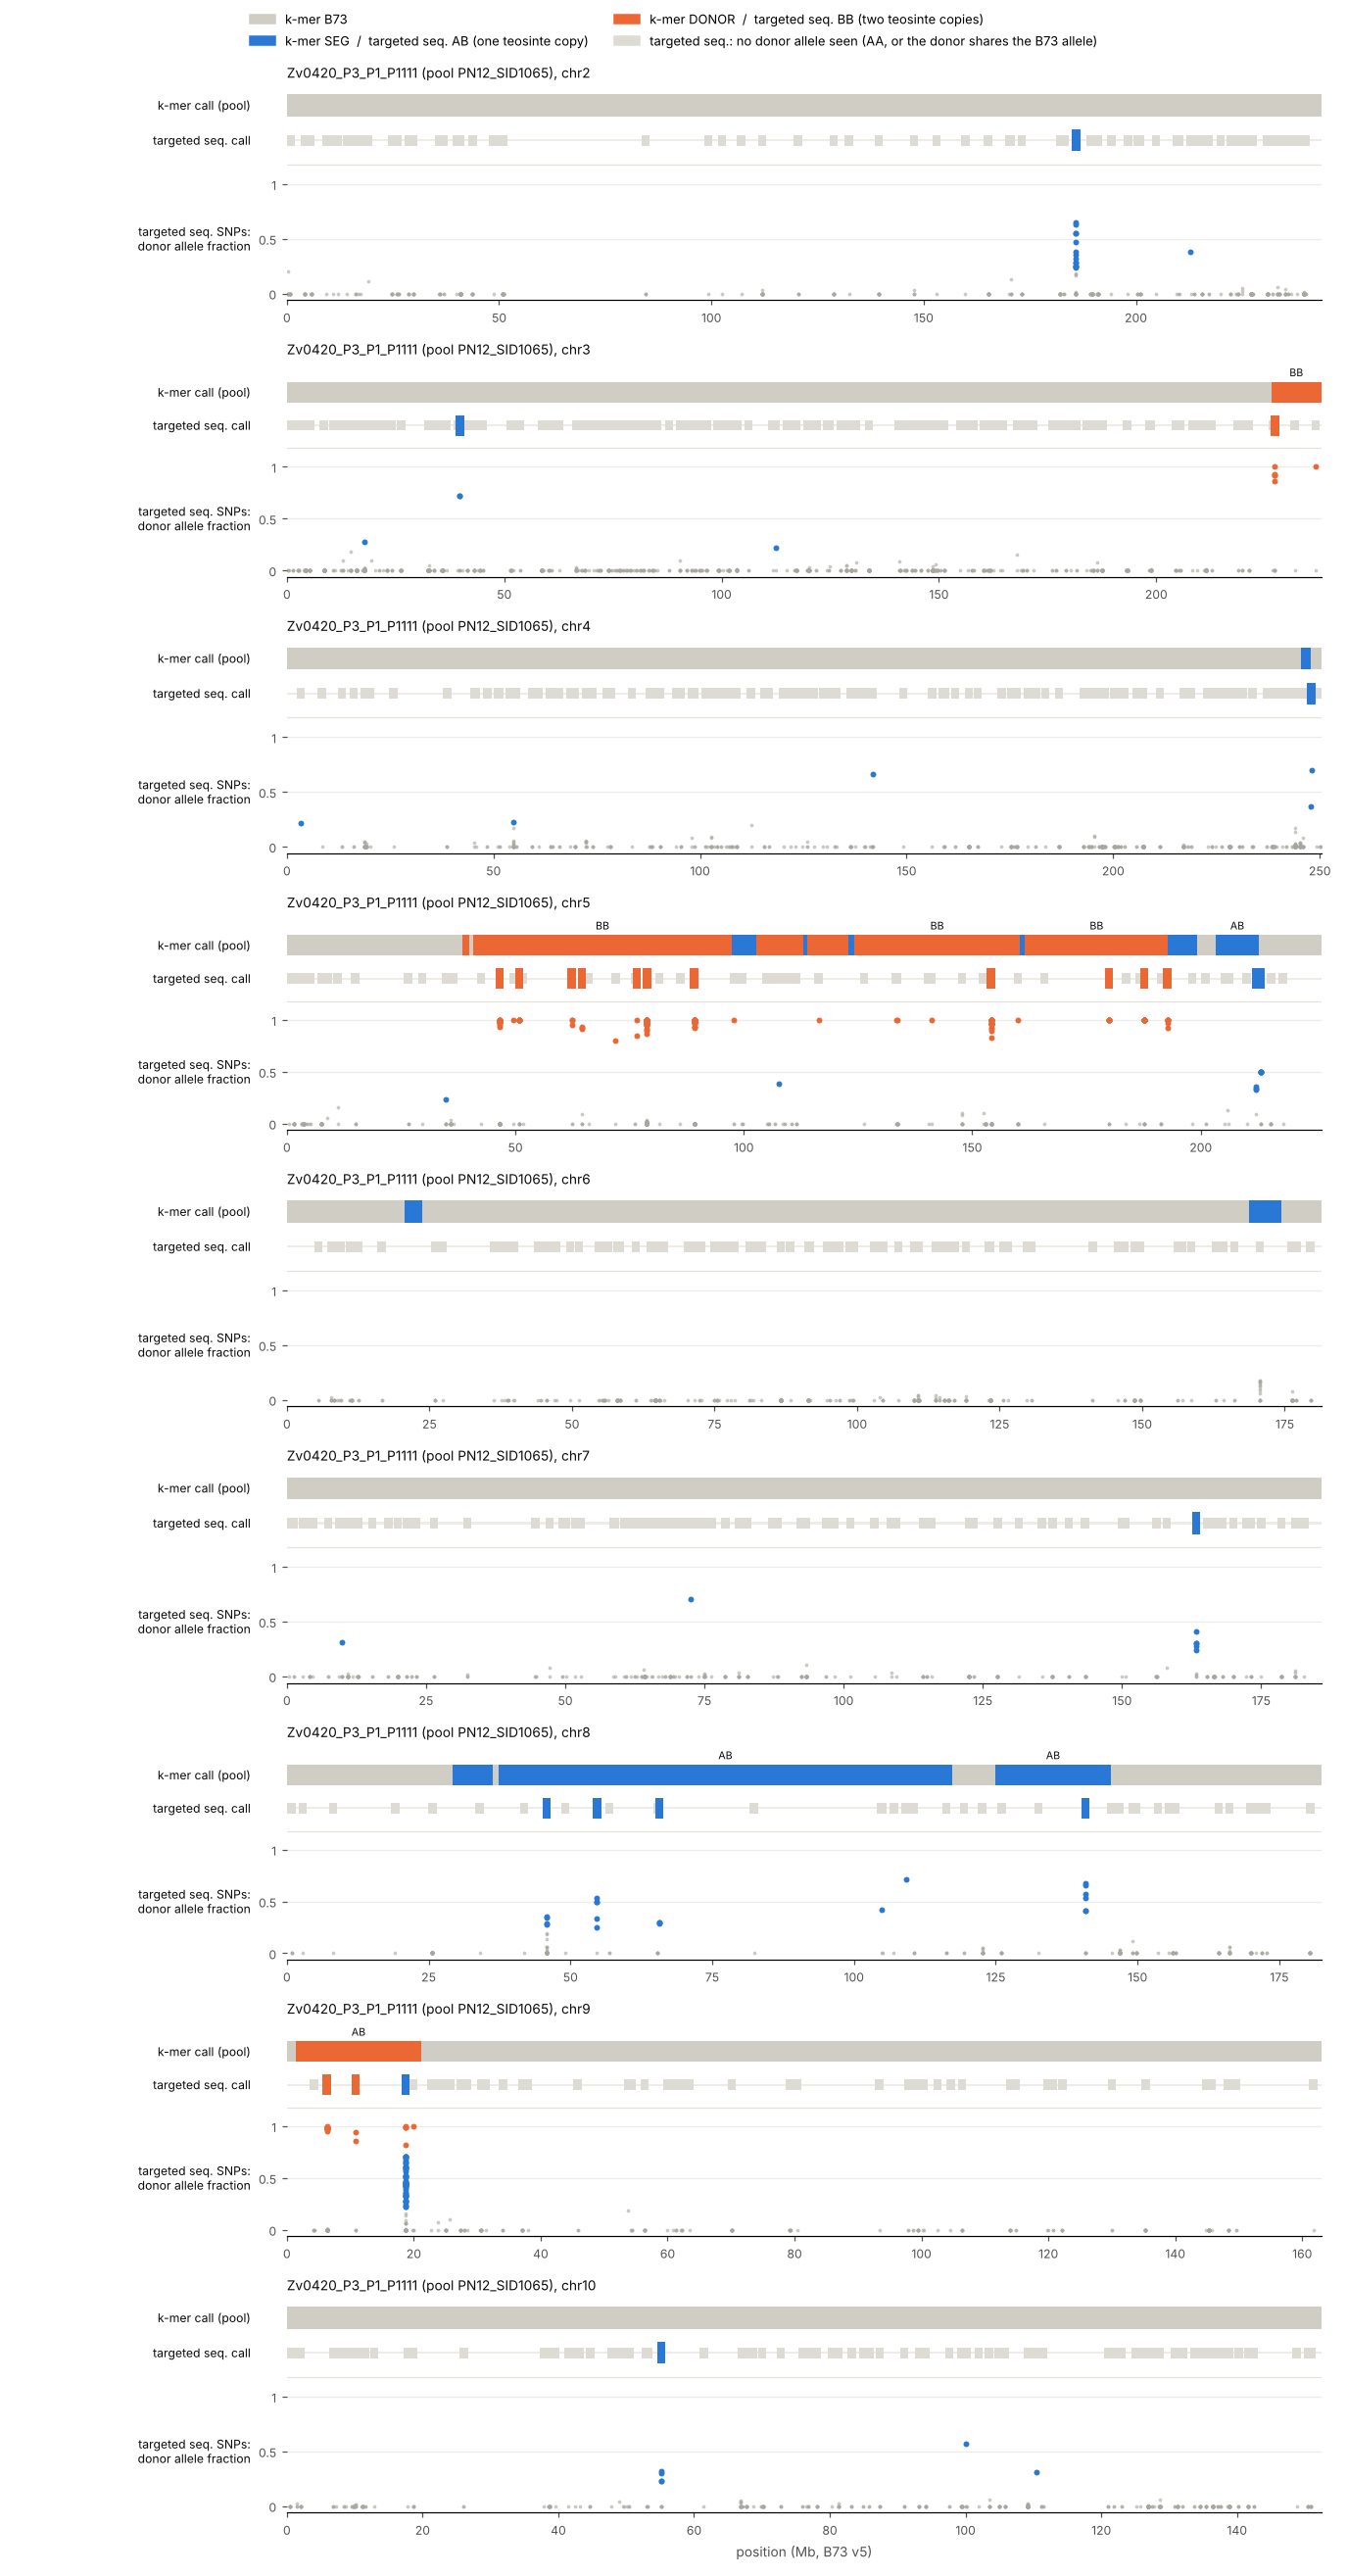 k-mer B73
k-mer DONOR / targeted seq. BB (two teosinte copies)
k-mer SEG / targeted seq. AB (one teosinte copy)
targeted seq.: no donor allele seen (AA, or the donor shares the B73 allele)
Zv0420_P3_P1_P1111 (pool PN12_SID1065), chr2
k-mer call (pool)
targeted seq. call
1
targeted seq. SNPs:
donor allele fraction
0.5
0
0 50 100 150 200
Zv0420_P3_P1_P1111 (pool PN12_SID1065), chr3
BB
k-mer call (pool)
targeted seq. call
1
targeted seq. SNPs:
donor allele fraction
0.5
0
0 50 100 150 200
Zv0420_P3_P1_P1111 (pool PN12_SID1065), chr4
k-mer call (pool)
targeted seq. call
1
targeted seq. SNPs:
donor allele fraction
0.5
0
0 50 100 150 200 250
Zv0420_P3_P1_P1111 (pool PN12_SID1065), chr5
BB BB BB AB
k-mer call (pool)
targeted seq. call
1
targeted seq. SNPs:
donor allele fraction
0.5
0
0 50 100 150 200
Zv0420_P3_P1_P1111 (pool PN12_SID1065), chr6
k-mer call (pool)
targeted seq. call
1
targeted seq. SNPs:
donor allele fraction
0.5
0
0 25 50 75 100 125 150 175
Zv0420_P3_P1_P1111 (pool PN12_SID1065), chr7
k-mer call (pool)
targeted seq. call
1
targeted seq. SNPs:
donor allele fraction
0.5
0
0 25 50 75 100 125 150 175
Zv0420_P3_P1_P1111 (pool PN12_SID1065), chr8
AB AB
k-mer call (pool)
targeted seq. call
1
targeted seq. SNPs:
donor allele fraction
0.5
0
0 25 50 75 100 125 150 175
Zv0420_P3_P1_P1111 (pool PN12_SID1065), chr9
AB
k-mer call (pool)
targeted seq. call
1
targeted seq. SNPs:
donor allele fraction
0.5
0
0 20 40 60 80 100 120 140 160
Zv0420_P3_P1_P1111 (pool PN12_SID1065), chr10
k-mer call (pool)
targeted seq. call
1
targeted seq. SNPs:
donor allele fraction
0.5
0
0 20 40 60 80 100 120 140
position (Mb, B73 v5)